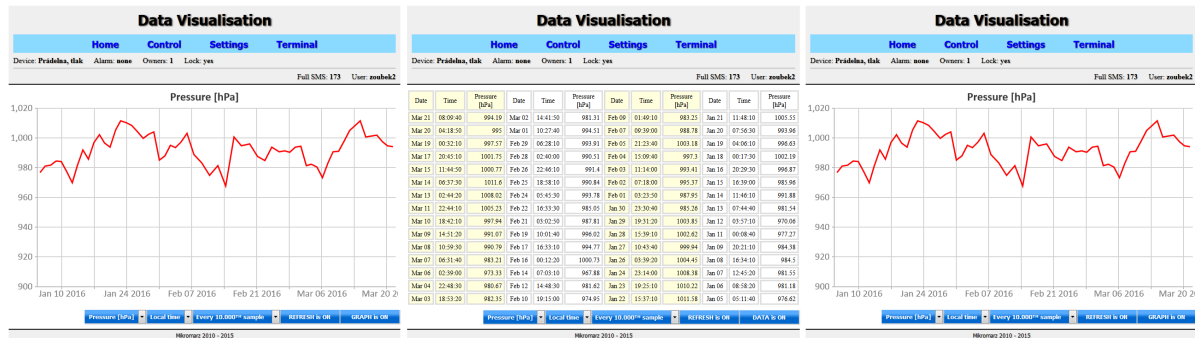 Data Visualisation
Home Control Settings Terminal
Device: Prádelna, tlak Alarm: none Owners: 1 Lock: yes
Full SMS: 173 User: zoubek2
Pressure [hPa]
1,020
1,000
980
960
940
920
900
Jan 10 2016 Jan 24 2016 Feb 07 2016 Feb 21 2016 Mar 06 2016 Mar 20 2
Pressure [hPa] Local time Every 10.000ᵀᴴ sample REFRESH is ON GRAPH is ON
Mikromarz 2010 - 2015
Data Visualisation
Home Control Settings Terminal
Device: Prádelna, tlak Alarm: none Owners: 1 Lock: yes
Full SMS: 173 User: zoubek2
Date Time Pressure [hPa] Date Time Pressure [hPa] Date Time Pressure [hPa] Date Time Pressure [hPa]
Mar 21 08:09:40 994.19 Mar 02 14:41:50 981.31 Feb 09 01:49:10 983.25 Jan 21 11:48:10 1005.55
Mar 20 04:18:50 995 Mar 01 10:27:40 994.51 Feb 07 09:39:00 988.78 Jan 20 07:56:30 993.96
Mar 19 00:32:10 997.57 Feb 29 06:28:10 993.91 Feb 05 21:23:40 1003.18 Jan 19 04:06:10 996.63
Mar 17 20:45:10 1001.75 Feb 28 02:40:00 990.51 Feb 04 15:09:40 997.3 Jan 18 00:17:30 1002.19
Mar 15 11:44:50 1000.77 Feb 26 22:46:10 991.4 Feb 03 11:14:00 993.41 Jan 16 20:29:30 996.87
Mar 14 06:37:30 1011.6 Feb 25 18:58:10 990.84 Feb 02 07:18:00 995.37 Jan 15 16:39:00 985.96
Mar 13 02:44:20 1008.02 Feb 24 05:45:30 993.78 Feb 01 03:23:50 987.95 Jan 14 11:46:10 991.88
Mar 11 22:44:10 1005.23 Feb 22 16:33:30 985.05 Jan 30 23:30:40 985.26 Jan 13 07:44:40 981.54
Mar 10 18:42:10 997.94 Feb 21 03:02:50 987.81 Jan 29 19:31:20 1003.85 Jan 12 03:57:10 970.06
Mar 09 14:51:20 991.07 Feb 19 10:01:40 996.02 Jan 28 15:39:10 1002.62 Jan 11 00:08:40 977.27
Mar 08 10:59:30 990.79 Feb 17 16:33:10 994.77 Jan 27 10:43:40 999.94 Jan 09 20:21:10 984.38
Mar 07 06:31:40 983.21 Feb 16 00:12:20 1000.73 Jan 26 03:39:20 1004.45 Jan 08 16:34:10 984.5
Mar 06 02:39:00 973.33 Feb 14 07:03:10 967.88 Jan 24 23:14:00 1008.38 Jan 07 12:45:20 981.55
Mar 04 22:48:30 980.67 Feb 12 14:48:30 981.62 Jan 23 19:25:10 1010.22 Jan 06 08:58:20 981.18
Mar 03 18:53:20 982.35 Feb 10 19:15:00 974.95 Jan 22 15:37:10 1011.58 Jan 05 05:11:40 976.62
Pressure [hPa] Local time Every 10.000ᵀᴴ sample REFRESH is ON DATA is ON
Mikromarz 2010 - 2015
Data Visualisation
Home Control Settings Terminal
Device: Prádelna, tlak Alarm: none Owners: 1 Lock: yes
Full SMS: 173 User: zoubek2
Pressure [hPa]
1,020
1,000
980
960
940
920
900
Jan 10 2016 Jan 24 2016 Feb 07 2016 Feb 21 2016 Mar 06 2016 Mar 20 2
Pressure [hPa] Local time Every 10.000ᵀᴴ sample REFRESH is ON GRAPH is ON
Mikromarz 2010 - 2015